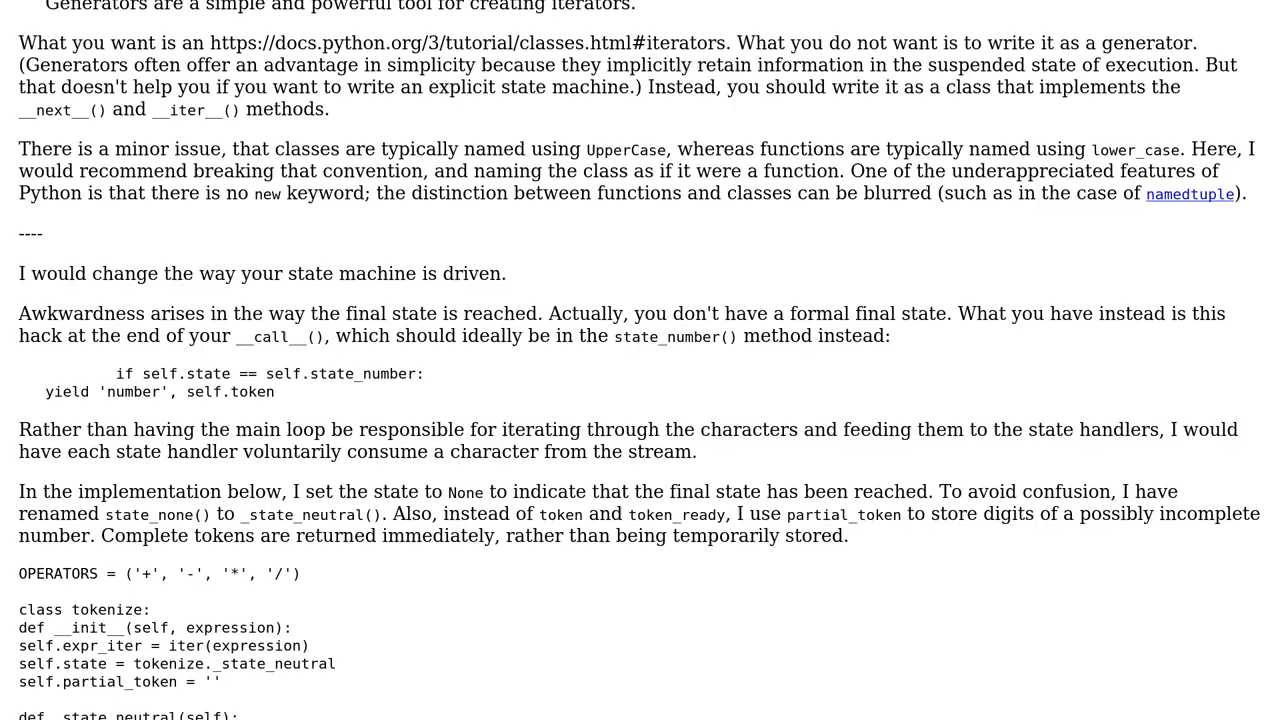 Generators are a simple and powerful tool for creating iterators.
What you want is an https://docs.python.org/3/tutorial/classes.html#iterators. What you do not want is to write it as a generator.
(Generators often offer an advantage in simplicity because they implicitly retain information in the suspended state of execution. But
that doesn't help you if you want to write an explicit state machine.) Instead, you should write it as a class that implements the
__next__() and __iter__() methods.
There is a minor issue, that classes are typically named using UpperCase, whereas functions are typically named using lower_case. Here, I
would recommend breaking that convention, and naming the class as if it were a function. One of the underappreciated features of
Python is that there is no new keyword; the distinction between functions and classes can be blurred (such as in the case of namedtuple).
----
I would change the way your state machine is driven.
Awkwardness arises in the way the final state is reached. Actually, you don't have a formal final state. What you have instead is this
hack at the end of your __call__(), which should ideally be in the state_number() method instead:
if self.state == self.state_number:
yield 'number', self.token
Rather than having the main loop be responsible for iterating through the characters and feeding them to the state handlers, I would
have each state handler voluntarily consume a character from the stream.
In the implementation below, I set the state to None to indicate that the final state has been reached. To avoid confusion, I have
renamed state_none() to _state_neutral(). Also, instead of token and token_ready, I use partial_token to store digits of a possibly incomplete
number. Complete tokens are returned immediately, rather than being temporarily stored.
OPERATORS = ('+', '-', '*', '/')
class tokenize:
def __init__(self, expression):
self.expr_iter = iter(expression)
self.state = tokenize._state_neutral
self.partial_token = ''
def _state_neutral(self):